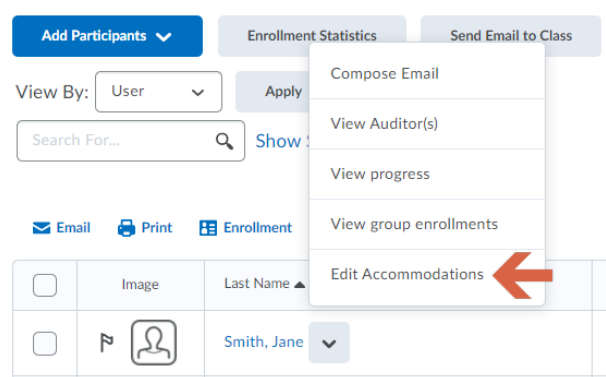 Add Participants
Enrollment Statistics
Send Email to Class
View By:
User
Apply
Search For...
Show
Compose Email
View Auditor(s)
View progress
View group enrollments
Edit Accommodations
Email
Print
Enrollment
Image
Last Name
Smith, Jane